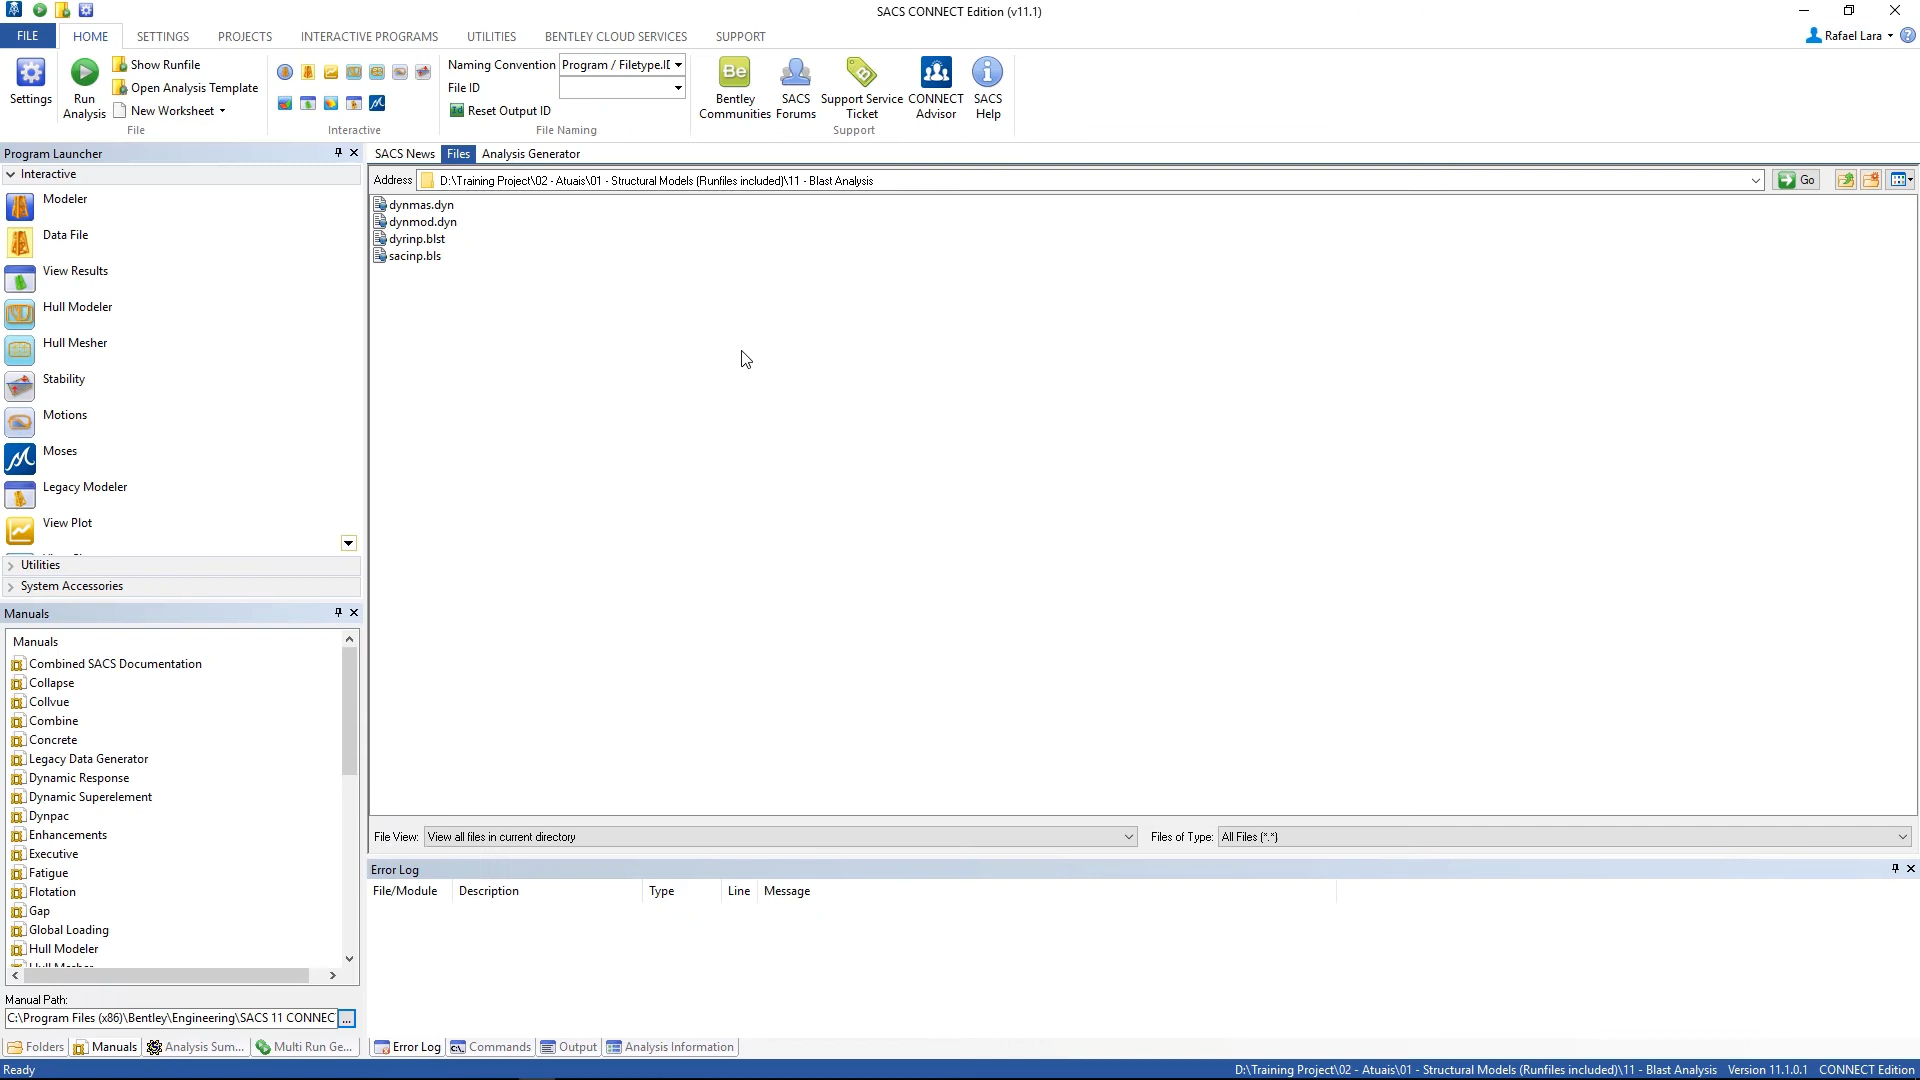 SACS CONNECT Edition (v11.1)
FILE HOME SETTINGS PROJECTS INTERACTIVE PROGRAMS UTILITIES BENTLEY CLOUD SERVICES SUPPORT
Rafael Lara
Settings
Run
Analysis
Show Runfile
Open Analysis Template
New Worksheet
File
Interactive
Naming Convention Program / Filetype.IC
File ID
Reset Output ID
File Naming
Be
Bentley
Communities
SACS
Forums
Support Service
Ticket
CONNECT
Advisor
SACS
Help
Support
Program Launcher
Interactive
Modeler
Data File
View Results
Hull Modeler
Hull Mesher
Stability
Motions
Moses
Legacy Modeler
View Plot
Utilities
System Accessories
Manuals
Manuals
Combined SACS Documentation
Collapse
Collvue
Combine
Concrete
Legacy Data Generator
Dynamic Response
Dynamic Superelement
Dynpac
Enhancements
Executive
Fatigue
Flotation
Gap
Global Loading
Hull Modeler
Manual Path:
C:\Program Files (x86)\Bentley\Engineering\SACS 11 CONNEC ...
Folders Manuals Analysis Sum... Multi Run Ge...
SACS News Files Analysis Generator
Address D:\Training Project\02 - Atuais\01 - Structural Models (Runfiles included)\11 - Blast Analysis Go
dynmas.dyn
dynmod.dyn
dyrinp.blst
sacinp.bls
File View: View all files in current directory Files of Type: All Files (*.*)
Error Log
File/Module Description Type Line Message
Error Log Commands Output Analysis Information
Ready D:\Training Project\02 - Atuais\01 - Structural Models (Runfiles included)\11 - Blast Analysis Version 11.1.0.1 CONNECT Edition